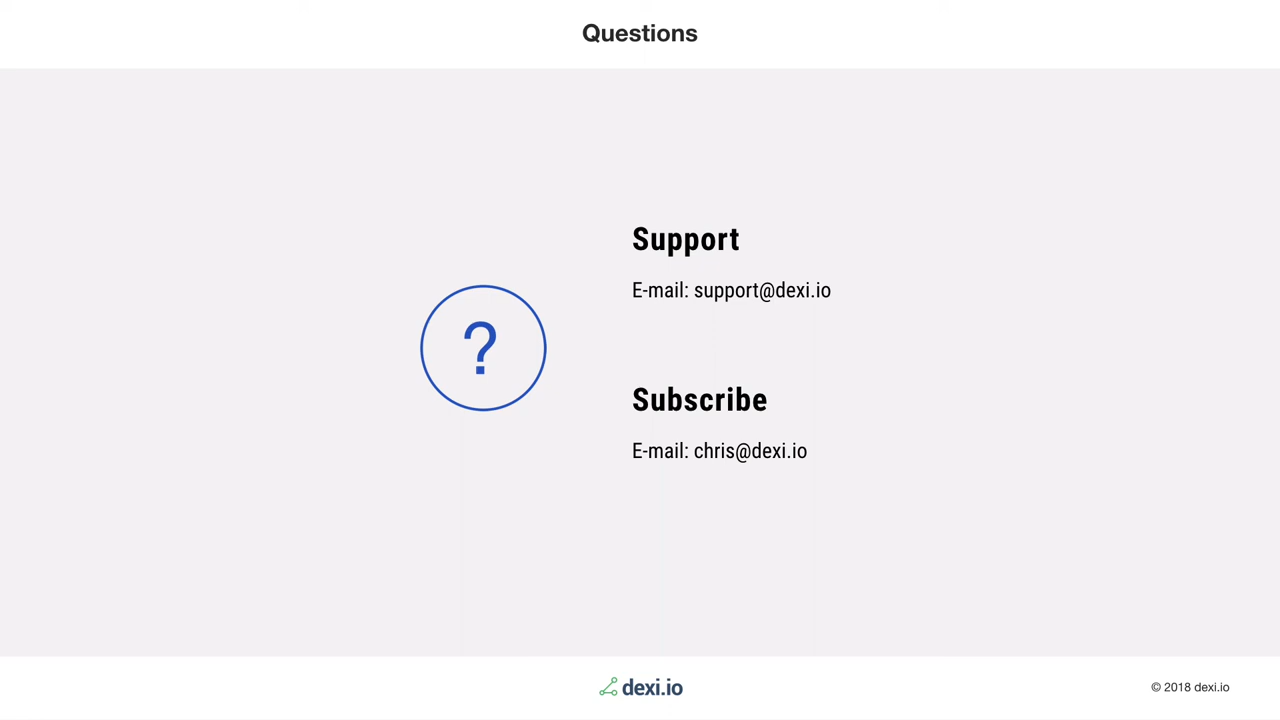 Questions
?
Support
E-mail: support@dexi.io
Subscribe
E-mail: chris@dexi.io
dexi.io
© 2018 dexi.io